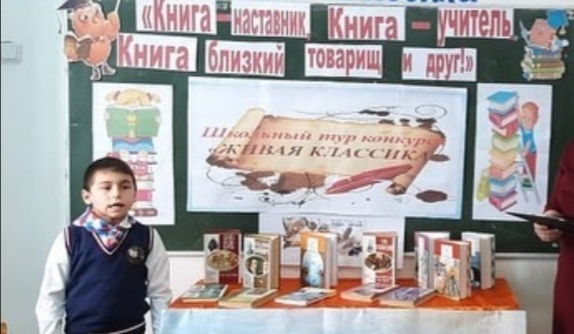 «Книга–наставник, Книга – учитель
Книга близкий товарищ и друг!»
Школьный тур конкурса
«ЖИВАЯ КЛАССИКА